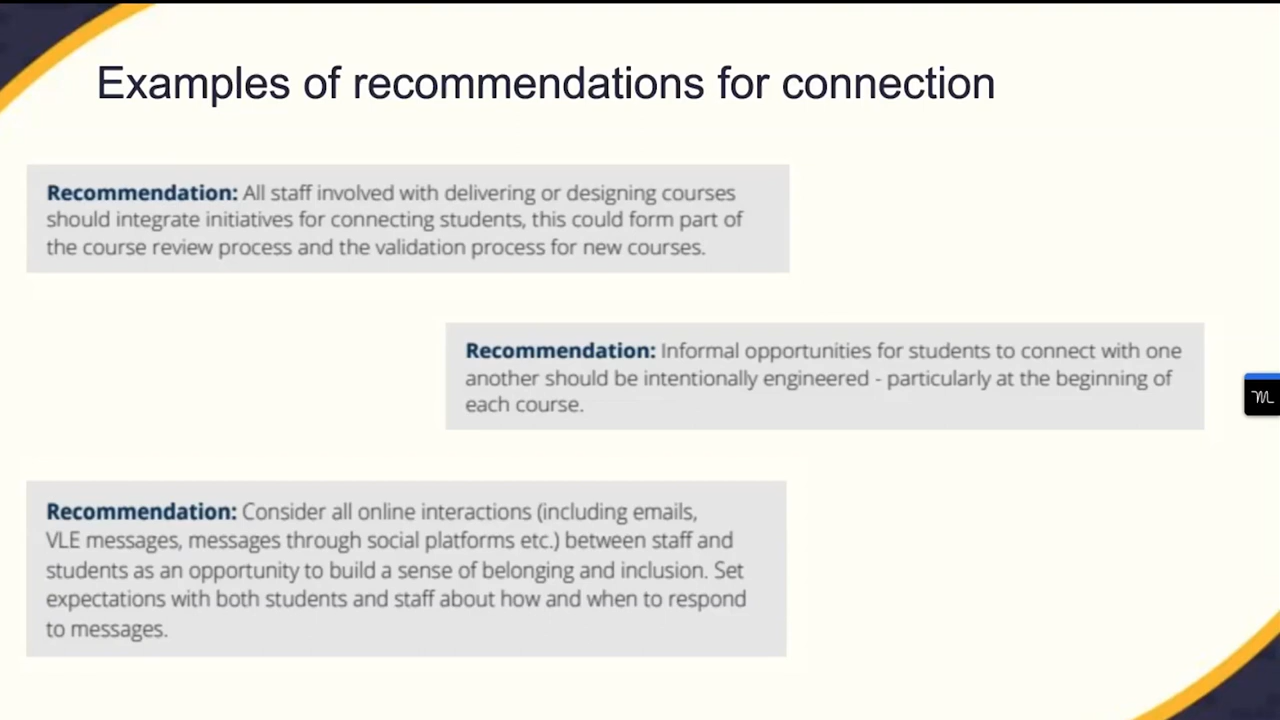 Examples of recommendations for connection
Recommendation: All staff involved with delivering or designing courses
should integrate initiatives for connecting students, this could form part of
the course review process and the validation process for new courses.
Recommendation: Informal opportunities for students to connect with one
another should be intentionally engineered - particularly at the beginning of
each course.
Recommendation: Consider all online interactions (including emails,
VLE messages, messages through social platforms etc.) between staff and
students as an opportunity to build a sense of belonging and inclusion. Set
expectations with both students and staff about how and when to respond
to messages.